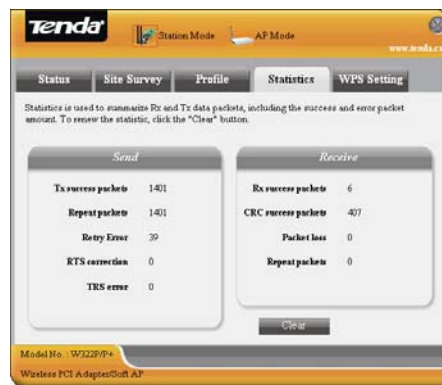 Tenda
Station Mode
AP Mode
Status
Site Survey
Profile
Statistics
WPS Setting
Statistics is used to summarize Rx and Tx data packets, including the success and error packet
amount. To renew the statistic, click the "Clear" button.
Send
Tx success packets 1401
Repeat packets 1401
Retry Error 39
RTS correction 0
TRS error 0
Receive
Rx success packets 6
CRC success packets 407
Packet loss 0
Repeat packets 0
Clear
Model No. : W322P/P+
Wireless PCI Adapter/Soft AP